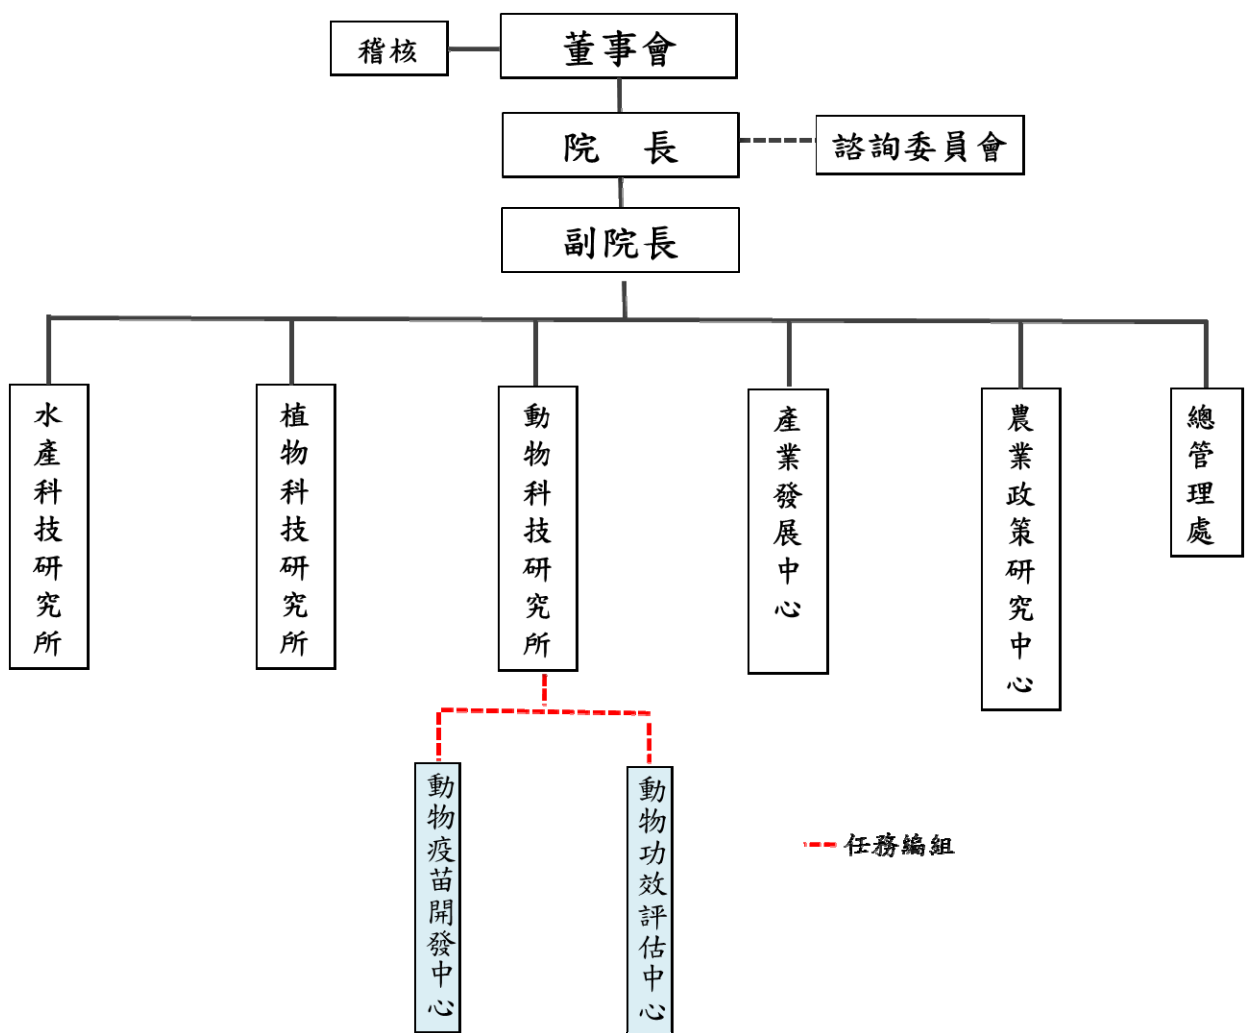 稽核
董事會
院 長
諮詢委員會
副院長
水產科技研究所
植物科技研究所
動物科技研究所
產業發展中心
農業政策研究中心
總管理處
動物疫苗開發中心
動物功效評估中心
任務編組